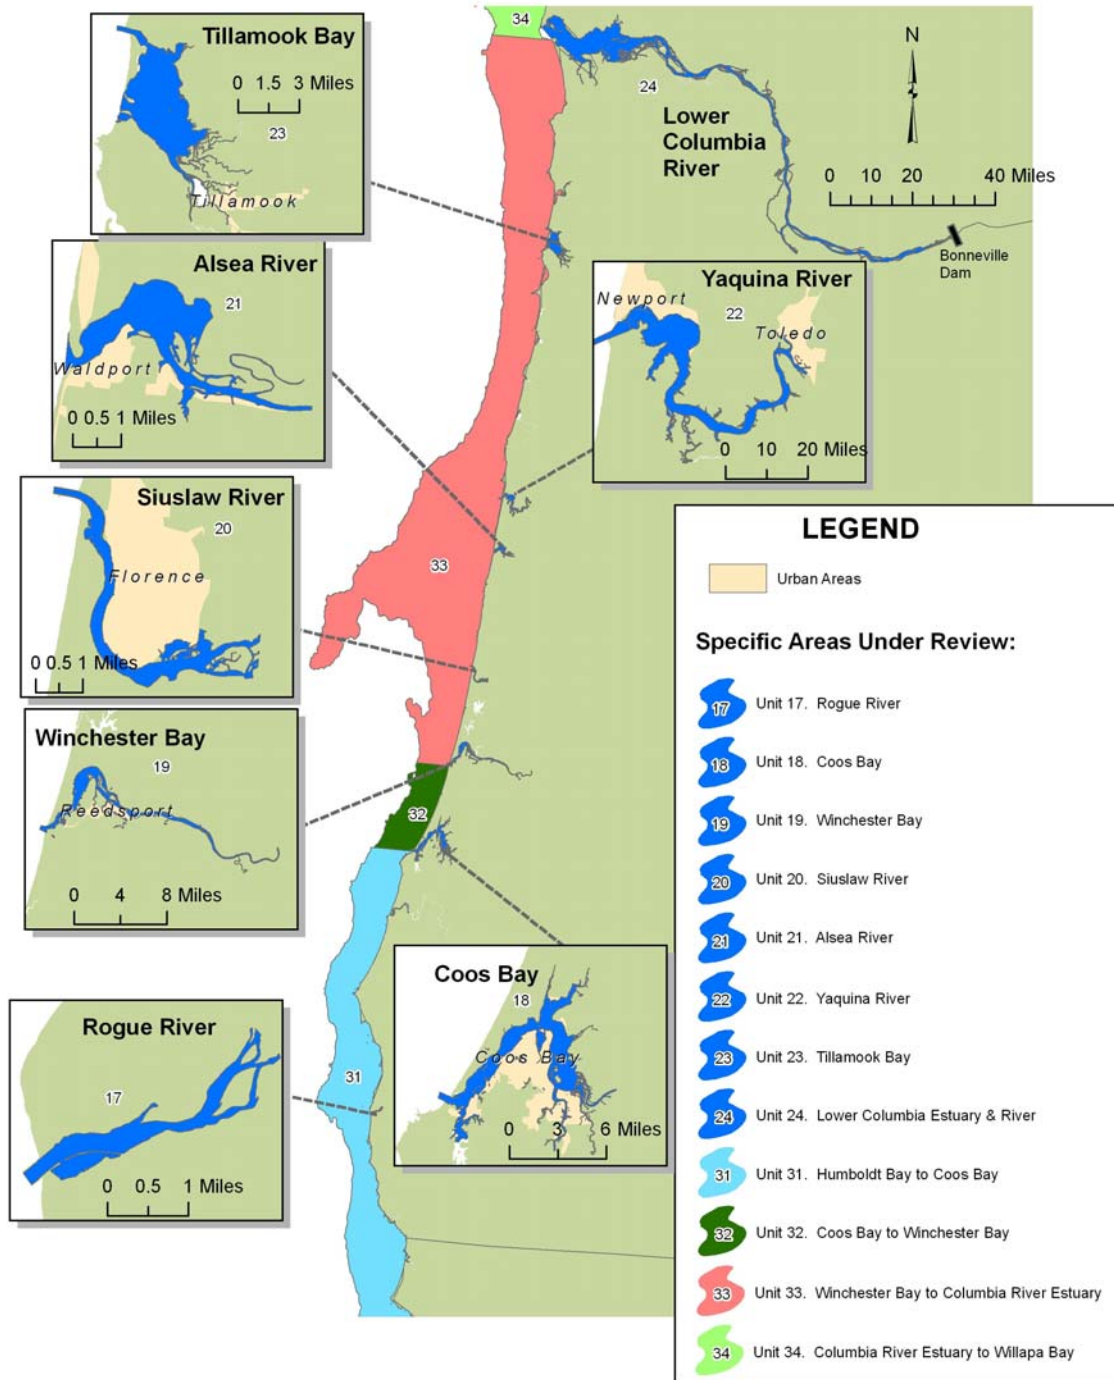 34
24
Lower
Columbia
River
N
0 10 20 40 Miles
Bonneville
Dam
33
32
31
Tillamook Bay
0 1.5 3 Miles
23
Tillamook
Alsea River
21
Waldport
0 0.5 1 Miles
Yaquina River
Newport
22
Toledo
0 10 20 Miles
Siuslaw River
20
Florence
0 0.5 1 Miles
Winchester Bay
19
Reedsport
0 4 8 Miles
Coos Bay
18
Coos Bay
0 3 6 Miles
Rogue River
17
0 0.5 1 Miles
LEGEND
Urban Areas
Specific Areas Under Review:
17 Unit 17. Rogue River
18 Unit 18. Coos Bay
19 Unit 19. Winchester Bay
20 Unit 20. Siuslaw River
21 Unit 21. Alsea River
22 Unit 22. Yaquina River
23 Unit 23. Tillamook Bay
24 Unit 24. Lower Columbia Estuary & River
31 Unit 31. Humboldt Bay to Coos Bay
32 Unit 32. Coos Bay to Winchester Bay
33 Unit 33. Winchester Bay to Columbia River Estuary
34 Unit 34. Columbia River Estuary to Willapa Bay